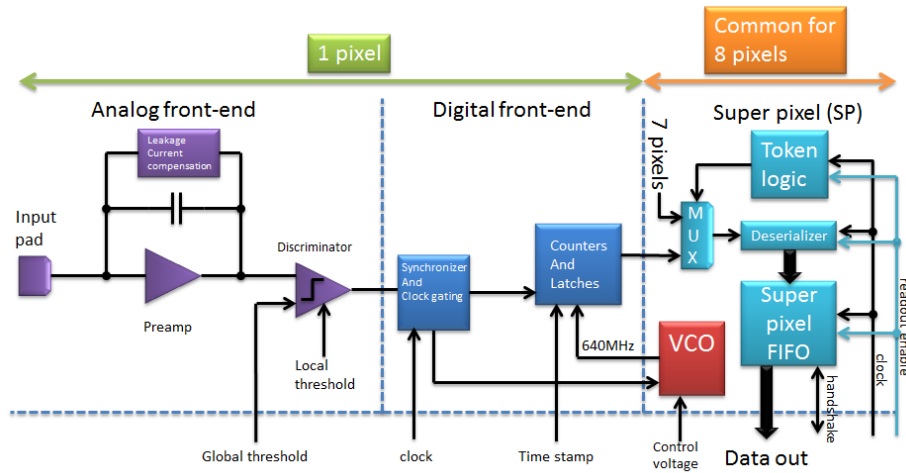 1 pixel
Common for
8 pixels
Analog front-end
Digital front-end
Super pixel (SP)
Leakage
Current
compensation
7 pixels
Token
logic
Input
pad
M
U
X
Discriminator
Deserializer
Synchronizer
And
Clock gating
Counters
And
Latches
Super
pixel
FIFO
Preamp
readout enable
640MHz
VCO
Local
threshold
clock
handshake
Global threshold
clock
Time stamp
Control
voltage
Data out